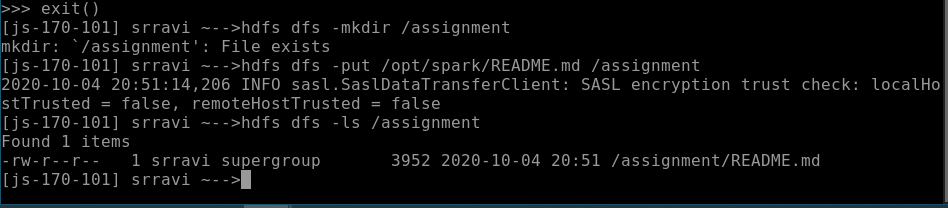 >>> exit()
[js-170-101] srravi ~-->hdfs dfs -mkdir /assignment
mkdir: `/assignment': File exists
[js-170-101] srravi ~-->hdfs dfs -put /opt/spark/README.md /assignment
2020-10-04 20:51:14,206 INFO sasl.SaslDataTransferClient: SASL encryption trust check: localHo
stTrusted = false, remoteHostTrusted = false
[js-170-101] srravi ~-->hdfs dfs -ls /assignment
Found 1 items
-rw-r--r--   1 srravi supergroup       3952 2020-10-04 20:51 /assignment/README.md
[js-170-101] srravi ~-->